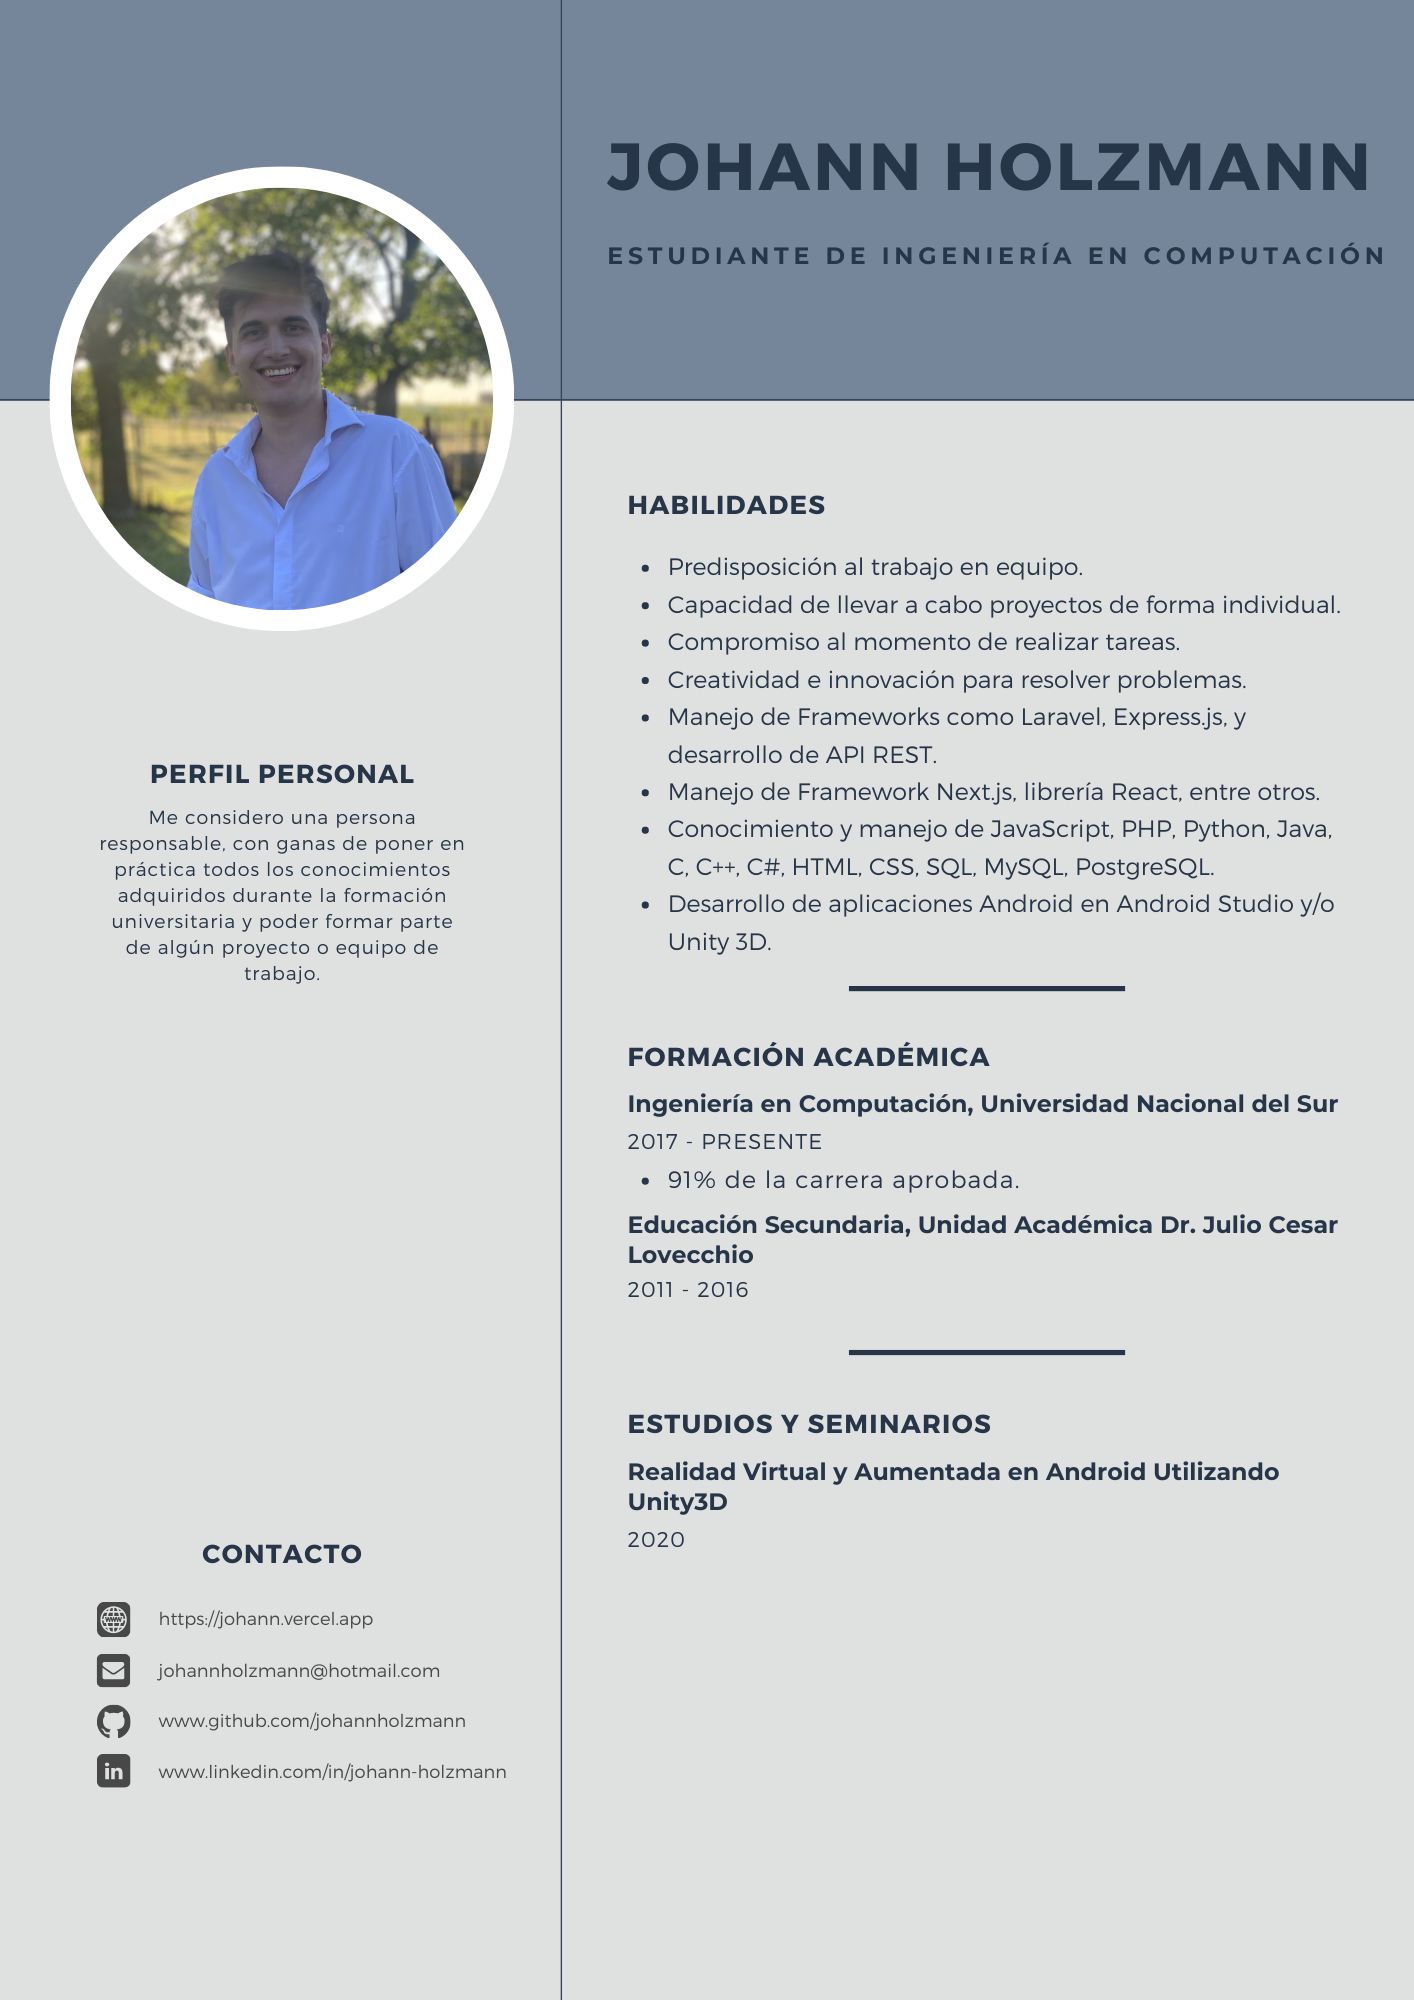 JOHANN HOLZMANN
ESTUDIANTE DE INGENIERÍA EN COMPUTACIÓN
PERFIL PERSONAL
Me considero una persona
responsable, con ganas de poner en
práctica todos los conocimientos
adquiridos durante la formación
universitaria y poder formar parte
de algún proyecto o equipo de
trabajo.
CONTACTO
www
https://johann.vercel.app
johannholzmann@hotmail.com
www.github.com/johannholzmann
in
www.linkedin.com/in/johann-holzmann
HABILIDADES
• Predisposición al trabajo en equipo.
• Capacidad de llevar a cabo proyectos de forma individual.
• Compromiso al momento de realizar tareas.
• Creatividad e innovación para resolver problemas.
• Manejo de Frameworks como Laravel, Express.js, y
desarrollo de API REST.
• Manejo de Framework Next.js, librería React, entre otros.
• Conocimiento y manejo de JavaScript, PHP, Python, Java,
C, C++, C#, HTML, CSS, SQL, MySQL, PostgreSQL.
• Desarrollo de aplicaciones Android en Android Studio y/o
Unity 3D.
FORMACIÓN ACADÉMICA
Ingeniería en Computación, Universidad Nacional del Sur
2017 - PRESENTE
• 91% de la carrera aprobada.
Educación Secundaria, Unidad Académica Dr. Julio Cesar
Lovecchio
2011 - 2016
ESTUDIOS Y SEMINARIOS
Realidad Virtual y Aumentada en Android Utilizando
Unity3D
2020